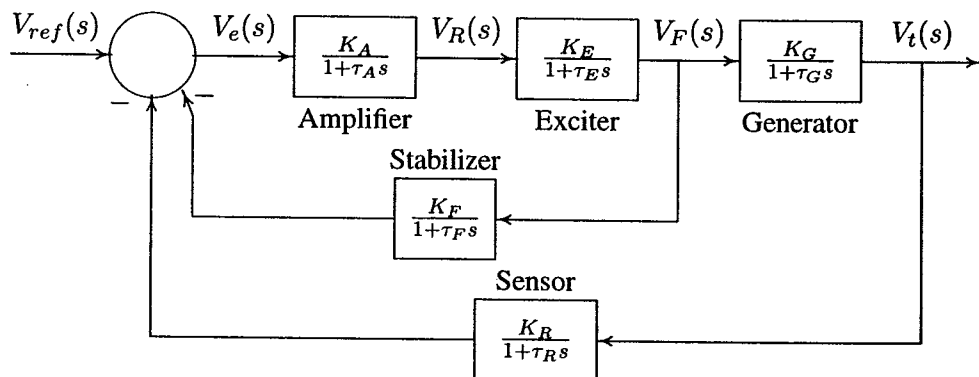 V_{ref}(s)
V_e(s)
K_A
1+τ_A s
Amplifier
V_R(s)
K_E
1+τ_E s
Exciter
V_F(s)
K_G
1+τ_G s
Generator
V_t(s)
−
−
Stabilizer
K_F
1+τ_F s
Sensor
K_R
1+τ_R s